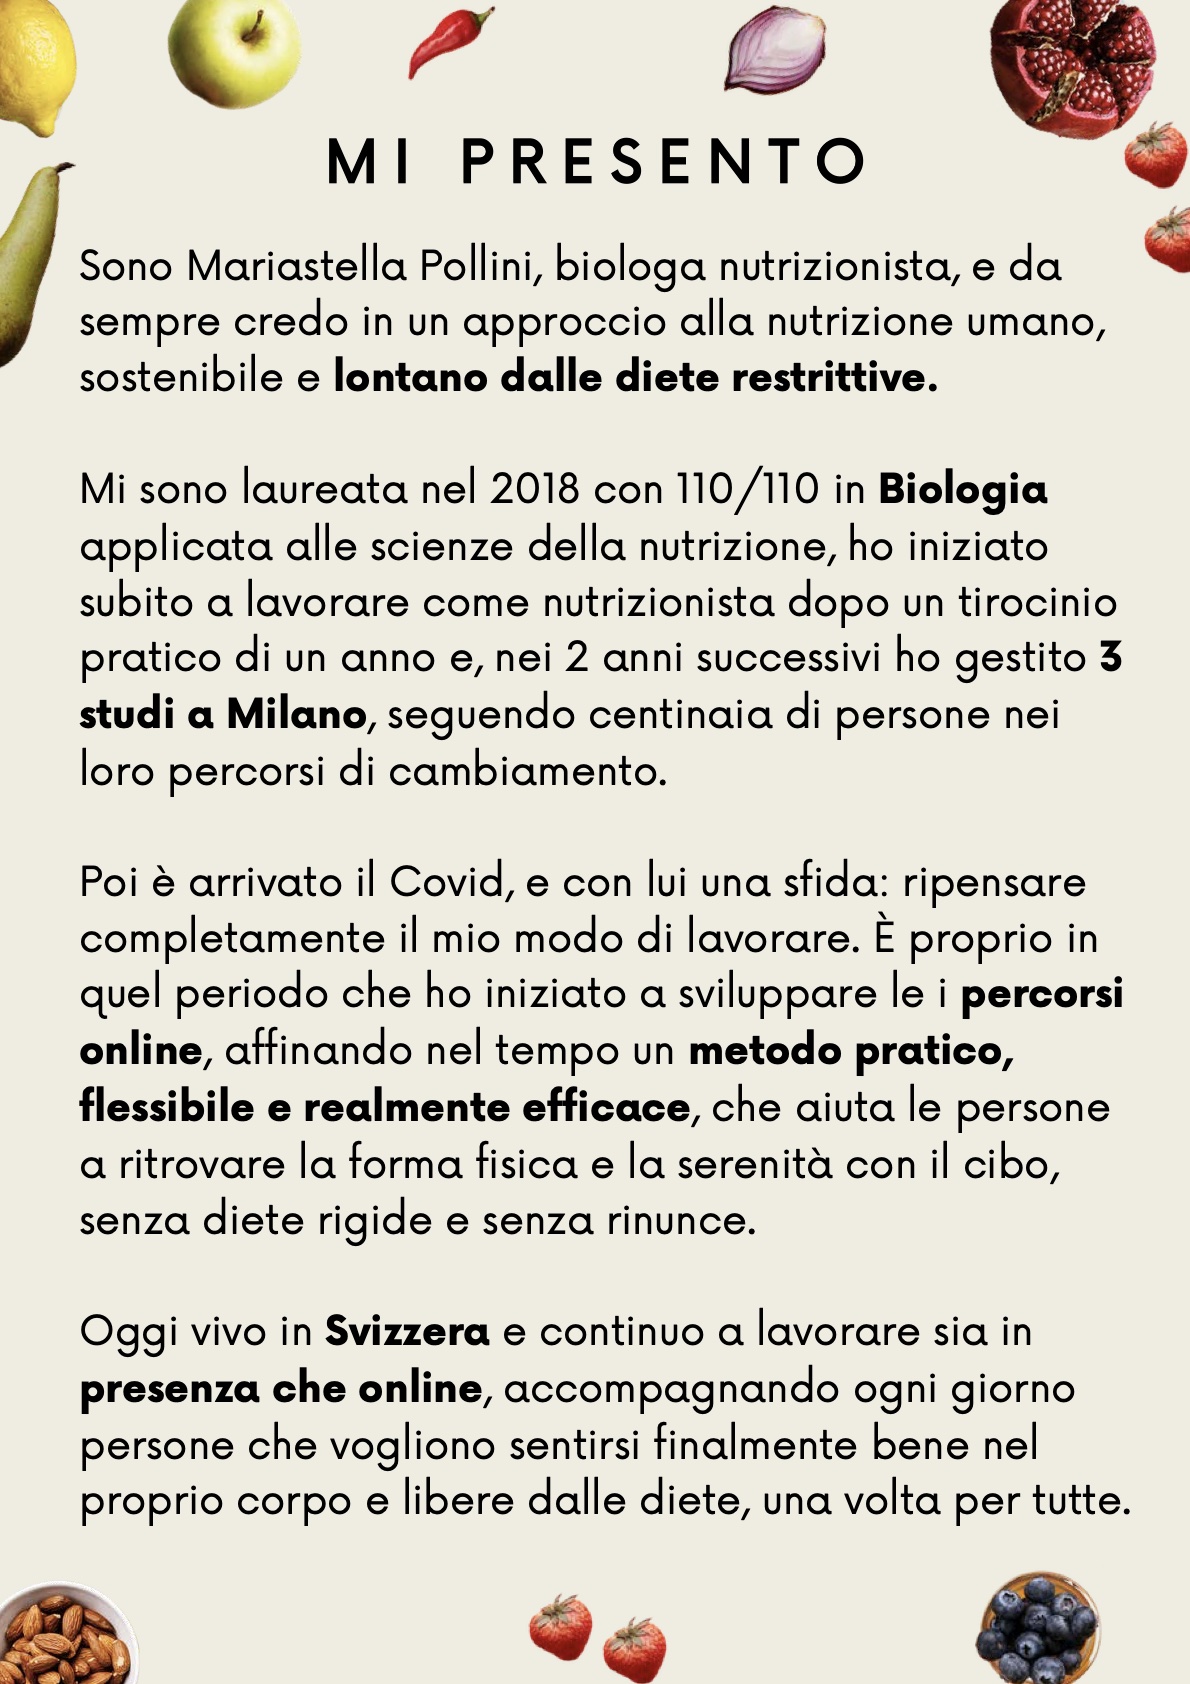 MI PRESENTO
Sono Mariastella Pollini, biologa nutrizionista, e da
sempre credo in un approccio alla nutrizione umano,
sostenibile e lontano dalle diete restrittive.
Mi sono laureata nel 2018 con 110/110 in Biologia
applicata alle scienze della nutrizione, ho iniziato
subito a lavorare come nutrizionista dopo un tirocinio
pratico di un anno e, nei 2 anni successivi ho gestito 3
studi a Milano, seguendo centinaia di persone nei
loro percorsi di cambiamento.
Poi è arrivato il Covid, e con lui una sfida: ripensare
completamente il mio modo di lavorare. È proprio in
quel periodo che ho iniziato a sviluppare le i percorsi
online, affinando nel tempo un metodo pratico,
flessibile e realmente efficace, che aiuta le persone
a ritrovare la forma fisica e la serenità con il cibo,
senza diete rigide e senza rinunce.
Oggi vivo in Svizzera e continuo a lavorare sia in
presenza che online, accompagnando ogni giorno
persone che vogliono sentirsi finalmente bene nel
proprio corpo e libere dalle diete, una volta per tutte.